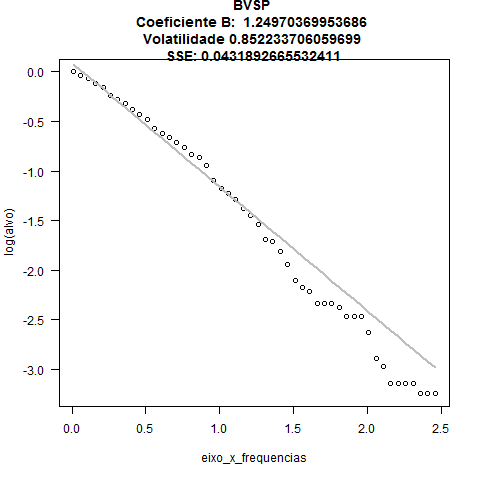 BVSP
Coeficiente B:  1.24970369953686
Volatilidade 0.852233706059699
SSE: 0.0431892665532411
log(alvo)
0.0
-0.5
-1.0
-1.5
-2.0
-2.5
-3.0
0.0 0.5 1.0 1.5 2.0 2.5
eixo_x_frequencias